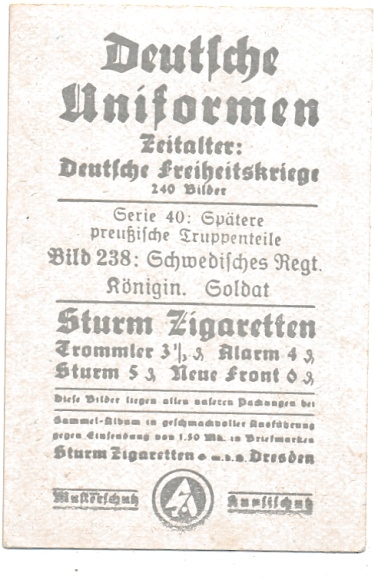 Deutsche
Uniformen
Zeitalter:
Deutsche Freiheitskriege
240 Bilder
Serie 40: Spätere
preußische Truppenteile
Bild 238: Schwedisches Regt.
Königin. Soldat
Sturm Zigaretten
Trommler 3⅓ ₰ Alarm 4 ₰
Sturm 5 ₰ Neue Front 6 ₰
Diese Bilder liegen allen unseren Packungen bei
Sammel-Album in geschmackvoller Ausführung
gegen Einsendung von 1.50 Mk. in Briefmarken
Sturm Zigaretten G.m.b.H. Dresden
Musterschutz
Kunstschutz